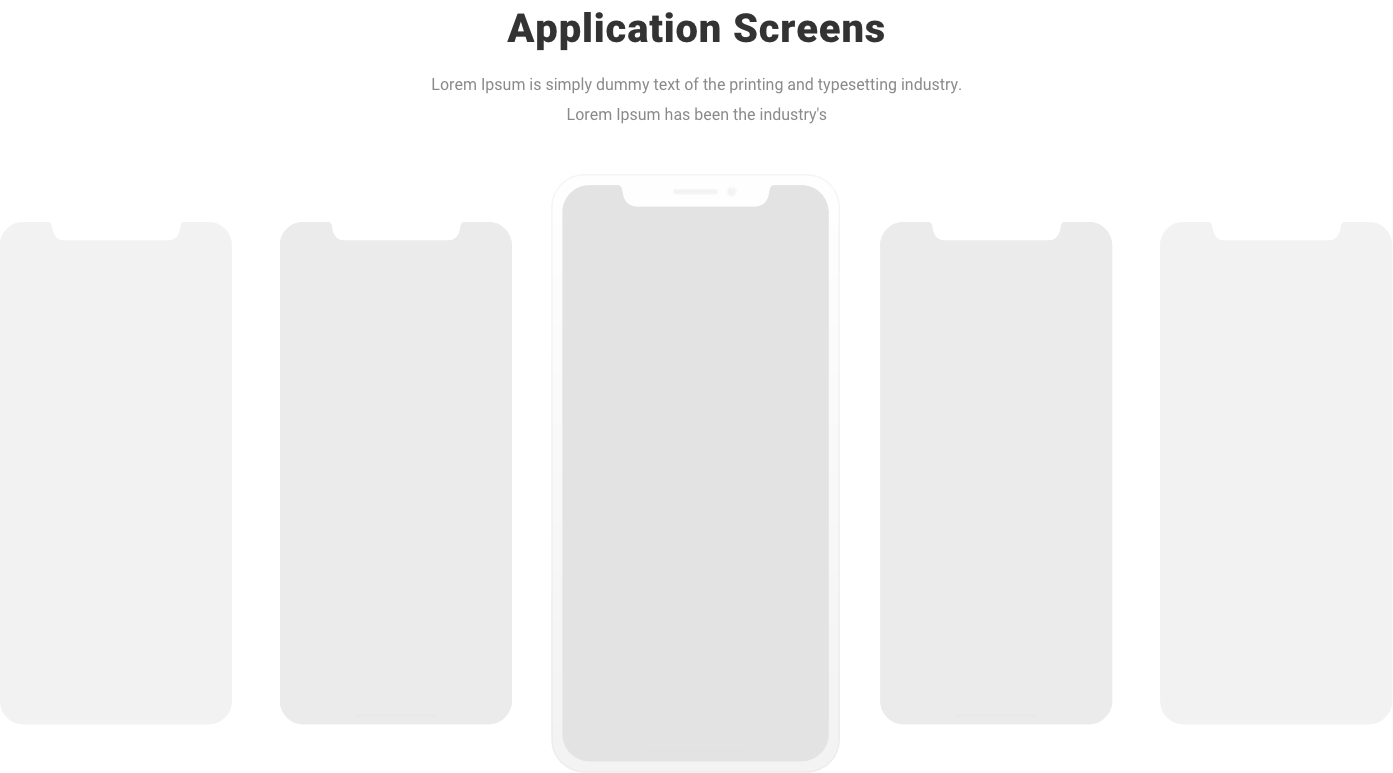 Application Screens
Lorem Ipsum is simply dummy text of the printing and typesetting industry.
Lorem Ipsum has been the industry's